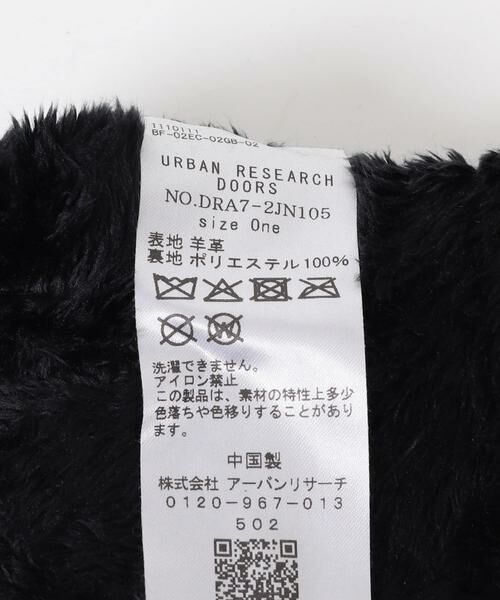 1110111
BF-02EC-02GB-02
URBAN RESEARCH
DOORS
NO.DRA7-2JN105
size One
表地 羊革
裏地 ポリエステル 100%
洗濯できません。
アイロン禁止
この製品は、素材の特性上多少
色落ちや色移りすることがあり
ます。
中国製
株式会社 アーバンリサーチ
0120-967-013
502